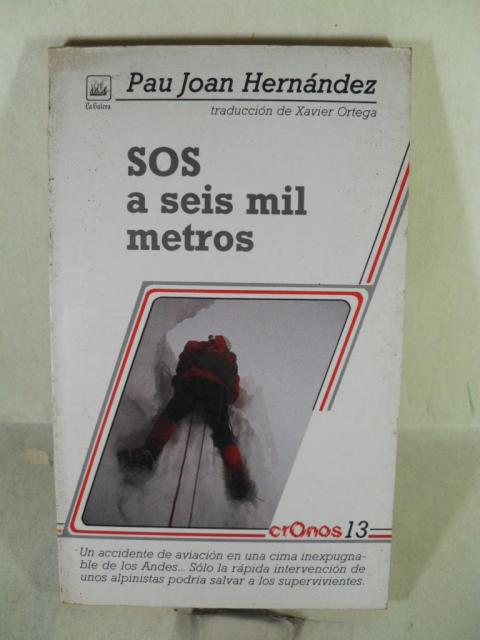 Pau Joan Hernández
La Galera
traducción de Xavier Ortega
SOS
a seis mil
metros
crOnos 13
Un accidente de aviación en una cima inexpugna-
ble de los Andes... Sólo la rápida intervención de
unos alpinistas podría salvar a los supervivientes.